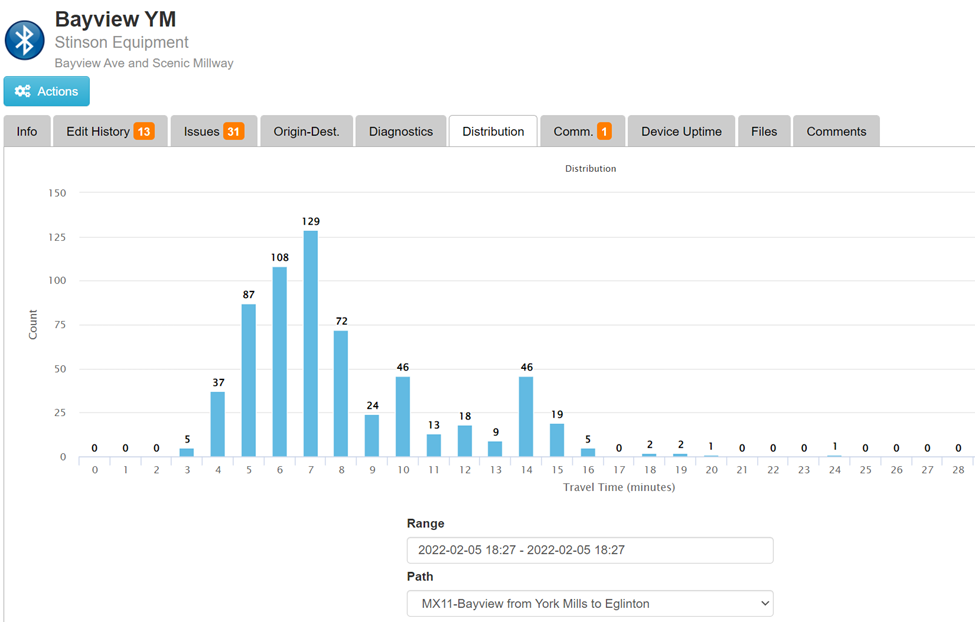 Bayview YM
Stinson Equipment
Bayview Ave and Scenic Millway
Actions
Info Edit History 13 Issues 31 Origin-Dest. Diagnostics Distribution Comm. 1 Device Uptime Files Comments
Distribution
150
125
100
75
50
25
0
Count
0 0 0 5 37 87 108 129 72 24 46 13 18 9 46 19 5 0 2 2 1 0 0 0 1 0 0 0 0
0 1 2 3 4 5 6 7 8 9 10 11 12 13 14 15 16 17 18 19 20 21 22 23 24 25 26 27 28
Travel Time (minutes)
Range
2022-02-05 18:27 - 2022-02-05 18:27
Path
MX11-Bayview from York Mills to Eglinton